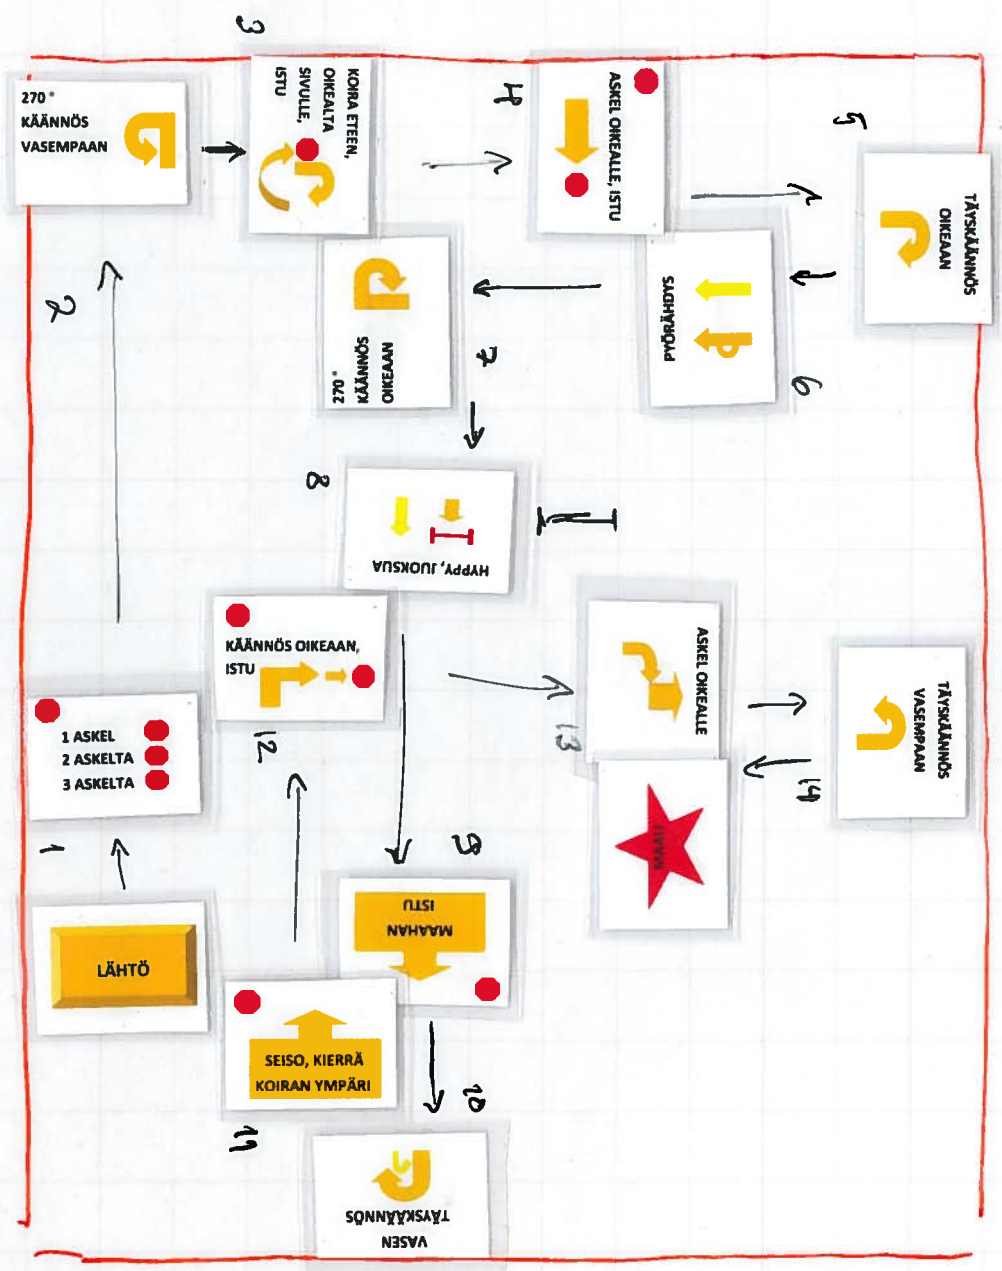 3
270°
KÄÄNNÖS
VASEMPAAN
KOIRA ETEEN,
OIKEALTA
SIVULLE,
ISTU
4
ASKEL OIKEALLE, ISTU
5
TÄYSKÄÄNNÖS
OIKEAAN
2
270°
KÄÄNNÖS
OIKEAAN
7
PYÖRÄHDYS
6
8
HYPPY, JUOKSUA
KÄÄNNÖS OIKEAAN,
ISTU
12
ASKEL OIKEALLE
13
TÄYSKÄÄNNÖS
VASEMPAAN
14
1 ASKEL
2 ASKELTA
3 ASKELTA
1
MAALI
9
MAAHAN
ISTU
LÄHTÖ
SEISO, KIERRÄ
KOIRAN YMPÄRI
11
10
VASEN
TÄYSKÄÄNNÖS